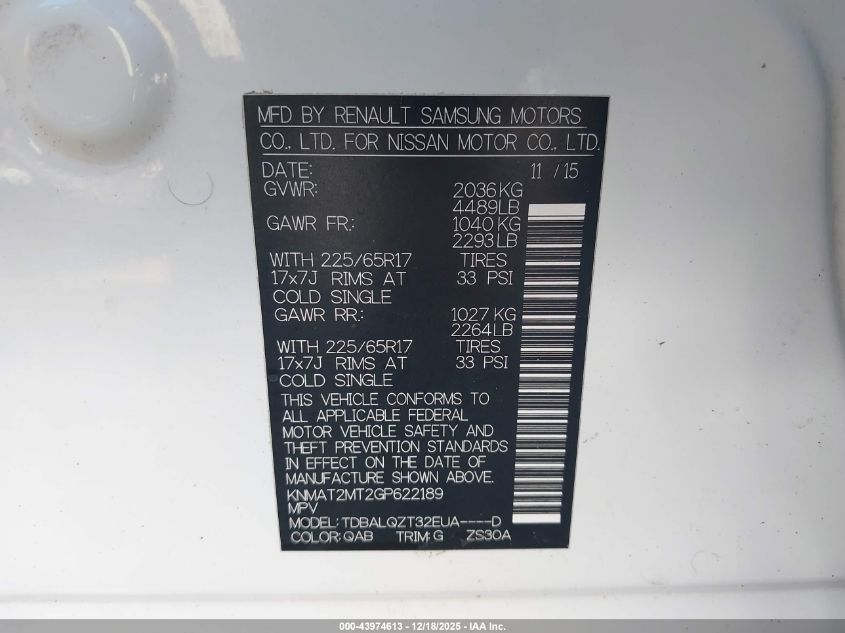 MFD BY RENAULT SAMSUNG MOTORS
CO., LTD. FOR NISSAN MOTOR CO., LTD.
DATE: 11 / 15
GVWR: 2036 KG
4489LB
GAWR FR.: 1040 KG
2293 LB
WITH 225/65R17 TIRES
17x7J RIMS AT 33 PSI
COLD SINGLE
GAWR RR.: 1027 KG
2264LB
WITH 225/65R17 TIRES
17x7J RIMS AT 33 PSI
COLD SINGLE
THIS VEHICLE CONFORMS TO
ALL APPLICABLE FEDERAL
MOTOR VEHICLE SAFETY AND
THEFT PREVENTION STANDARDS
IN EFFECT ON THE DATE OF
MANUFACTURE SHOWN ABOVE.
KNMAT2MT2GP622189
MPV
MODEL: TDBALQZT32EUA----D
COLOR: QAB TRIM: G ZS30A
000-43974613 - 12/18/2025 - IAA Inc.